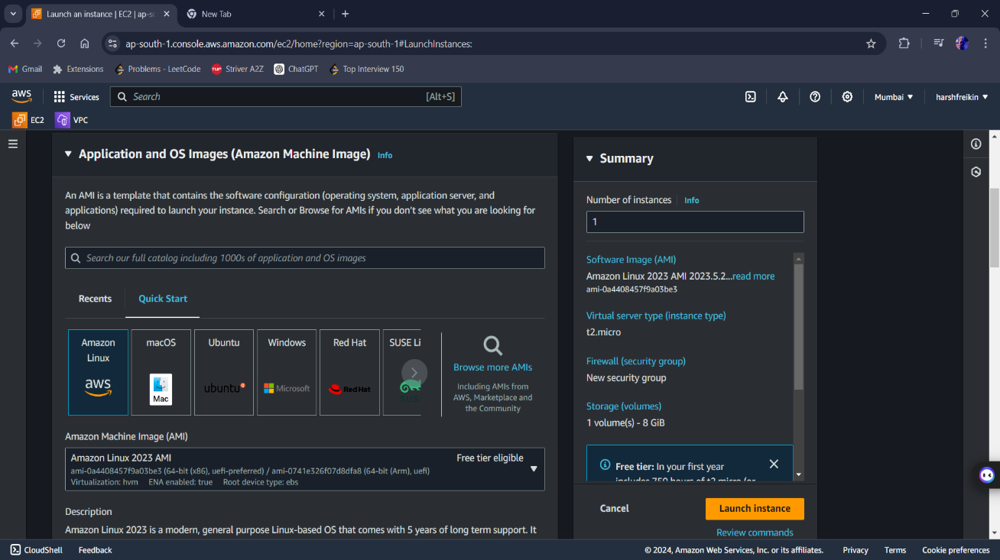 Launch an instance | EC2 | ap-so
New Tab
ap-south-1.console.aws.amazon.com/ec2/home?region=ap-south-1#LaunchInstances:
Gmail
Extensions
Problems - LeetCode
Striver A2Z
ChatGPT
Top Interview 150
aws
Services
Search
[Alt+S]
Mumbai
harshfreikin
EC2
VPC
Application and OS Images (Amazon Machine Image) Info
An AMI is a template that contains the software configuration (operating system, application server, and
applications) required to launch your instance. Search or Browse for AMIs if you don't see what you are looking for
below
Search our full catalog including 1000s of application and OS images
Recents
Quick Start
Amazon
Linux
aws
macOS
Mac
Ubuntu
ubuntu
Windows
Microsoft
Red Hat
Red Hat
SUSE Li
Browse more AMIs
Including AMIs from
AWS, Marketplace and
the Community
Amazon Machine Image (AMI)
Amazon Linux 2023 AMI
Free tier eligible
ami-0a4408457f9a03be3 (64-bit (x86), uefi-preferred) / ami-0741e326f07d8dfa8 (64-bit (Arm), uefi)
Virtualization: hvm ENA enabled: true Root device type: ebs
Description
Amazon Linux 2023 is a modern, general purpose Linux-based OS that comes with 5 years of long term support. It
Summary
Number of instances Info
1
Software Image (AMI)
Amazon Linux 2023 AMI 2023.5.2...read more
ami-0a4408457f9a03be3
Virtual server type (instance type)
t2.micro
Firewall (security group)
New security group
Storage (volumes)
1 volume(s) - 8 GiB
Free tier: In your first year
includes 750 hours of t2.micro (or
Cancel
Launch instance
Review commands
CloudShell
Feedback
© 2024, Amazon Web Services, Inc. or its affiliates.
Privacy
Terms
Cookie preferences